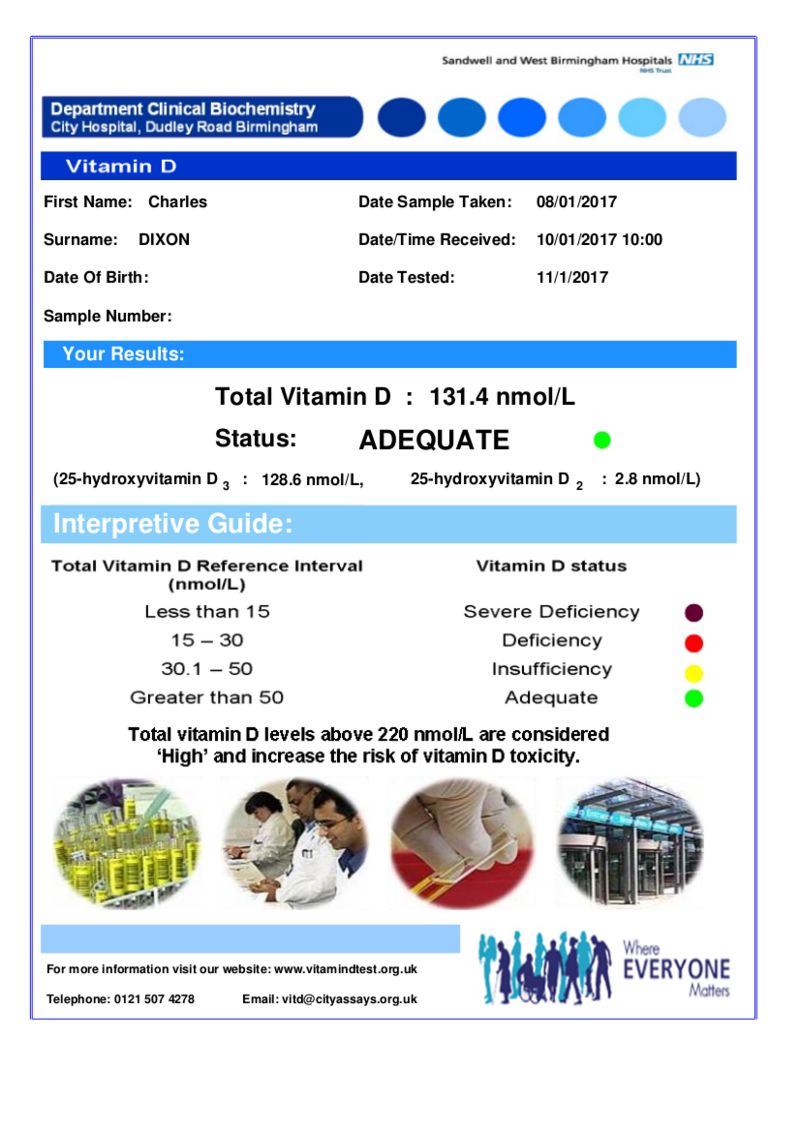 Sandwell and West Birmingham Hospitals NHS
NHS Trust
Department Clinical Biochemistry
City Hospital, Dudley Road Birmingham
Vitamin D
First Name: Charles Date Sample Taken: 08/01/2017
Surname: DIXON Date/Time Received: 10/01/2017 10:00
Date Of Birth: Date Tested: 11/1/2017
Sample Number:
Your Results:
Total Vitamin D : 131.4 nmol/L
Status: ADEQUATE
(25-hydroxyvitamin D 3 : 128.6 nmol/L, 25-hydroxyvitamin D 2 : 2.8 nmol/L)
Interpretive Guide:
Total Vitamin D Reference Interval Vitamin D status
(nmol/L)
Less than 15 Severe Deficiency
15 – 30 Deficiency
30.1 – 50 Insufficiency
Greater than 50 Adequate
Total vitamin D levels above 220 nmol/L are considered
‘High’ and increase the risk of vitamin D toxicity.
Entrance
For more information visit our website: www.vitamindtest.org.uk
Telephone: 0121 507 4278 Email: vitd@cityassays.org.uk
Where
EVERYONE
Matters